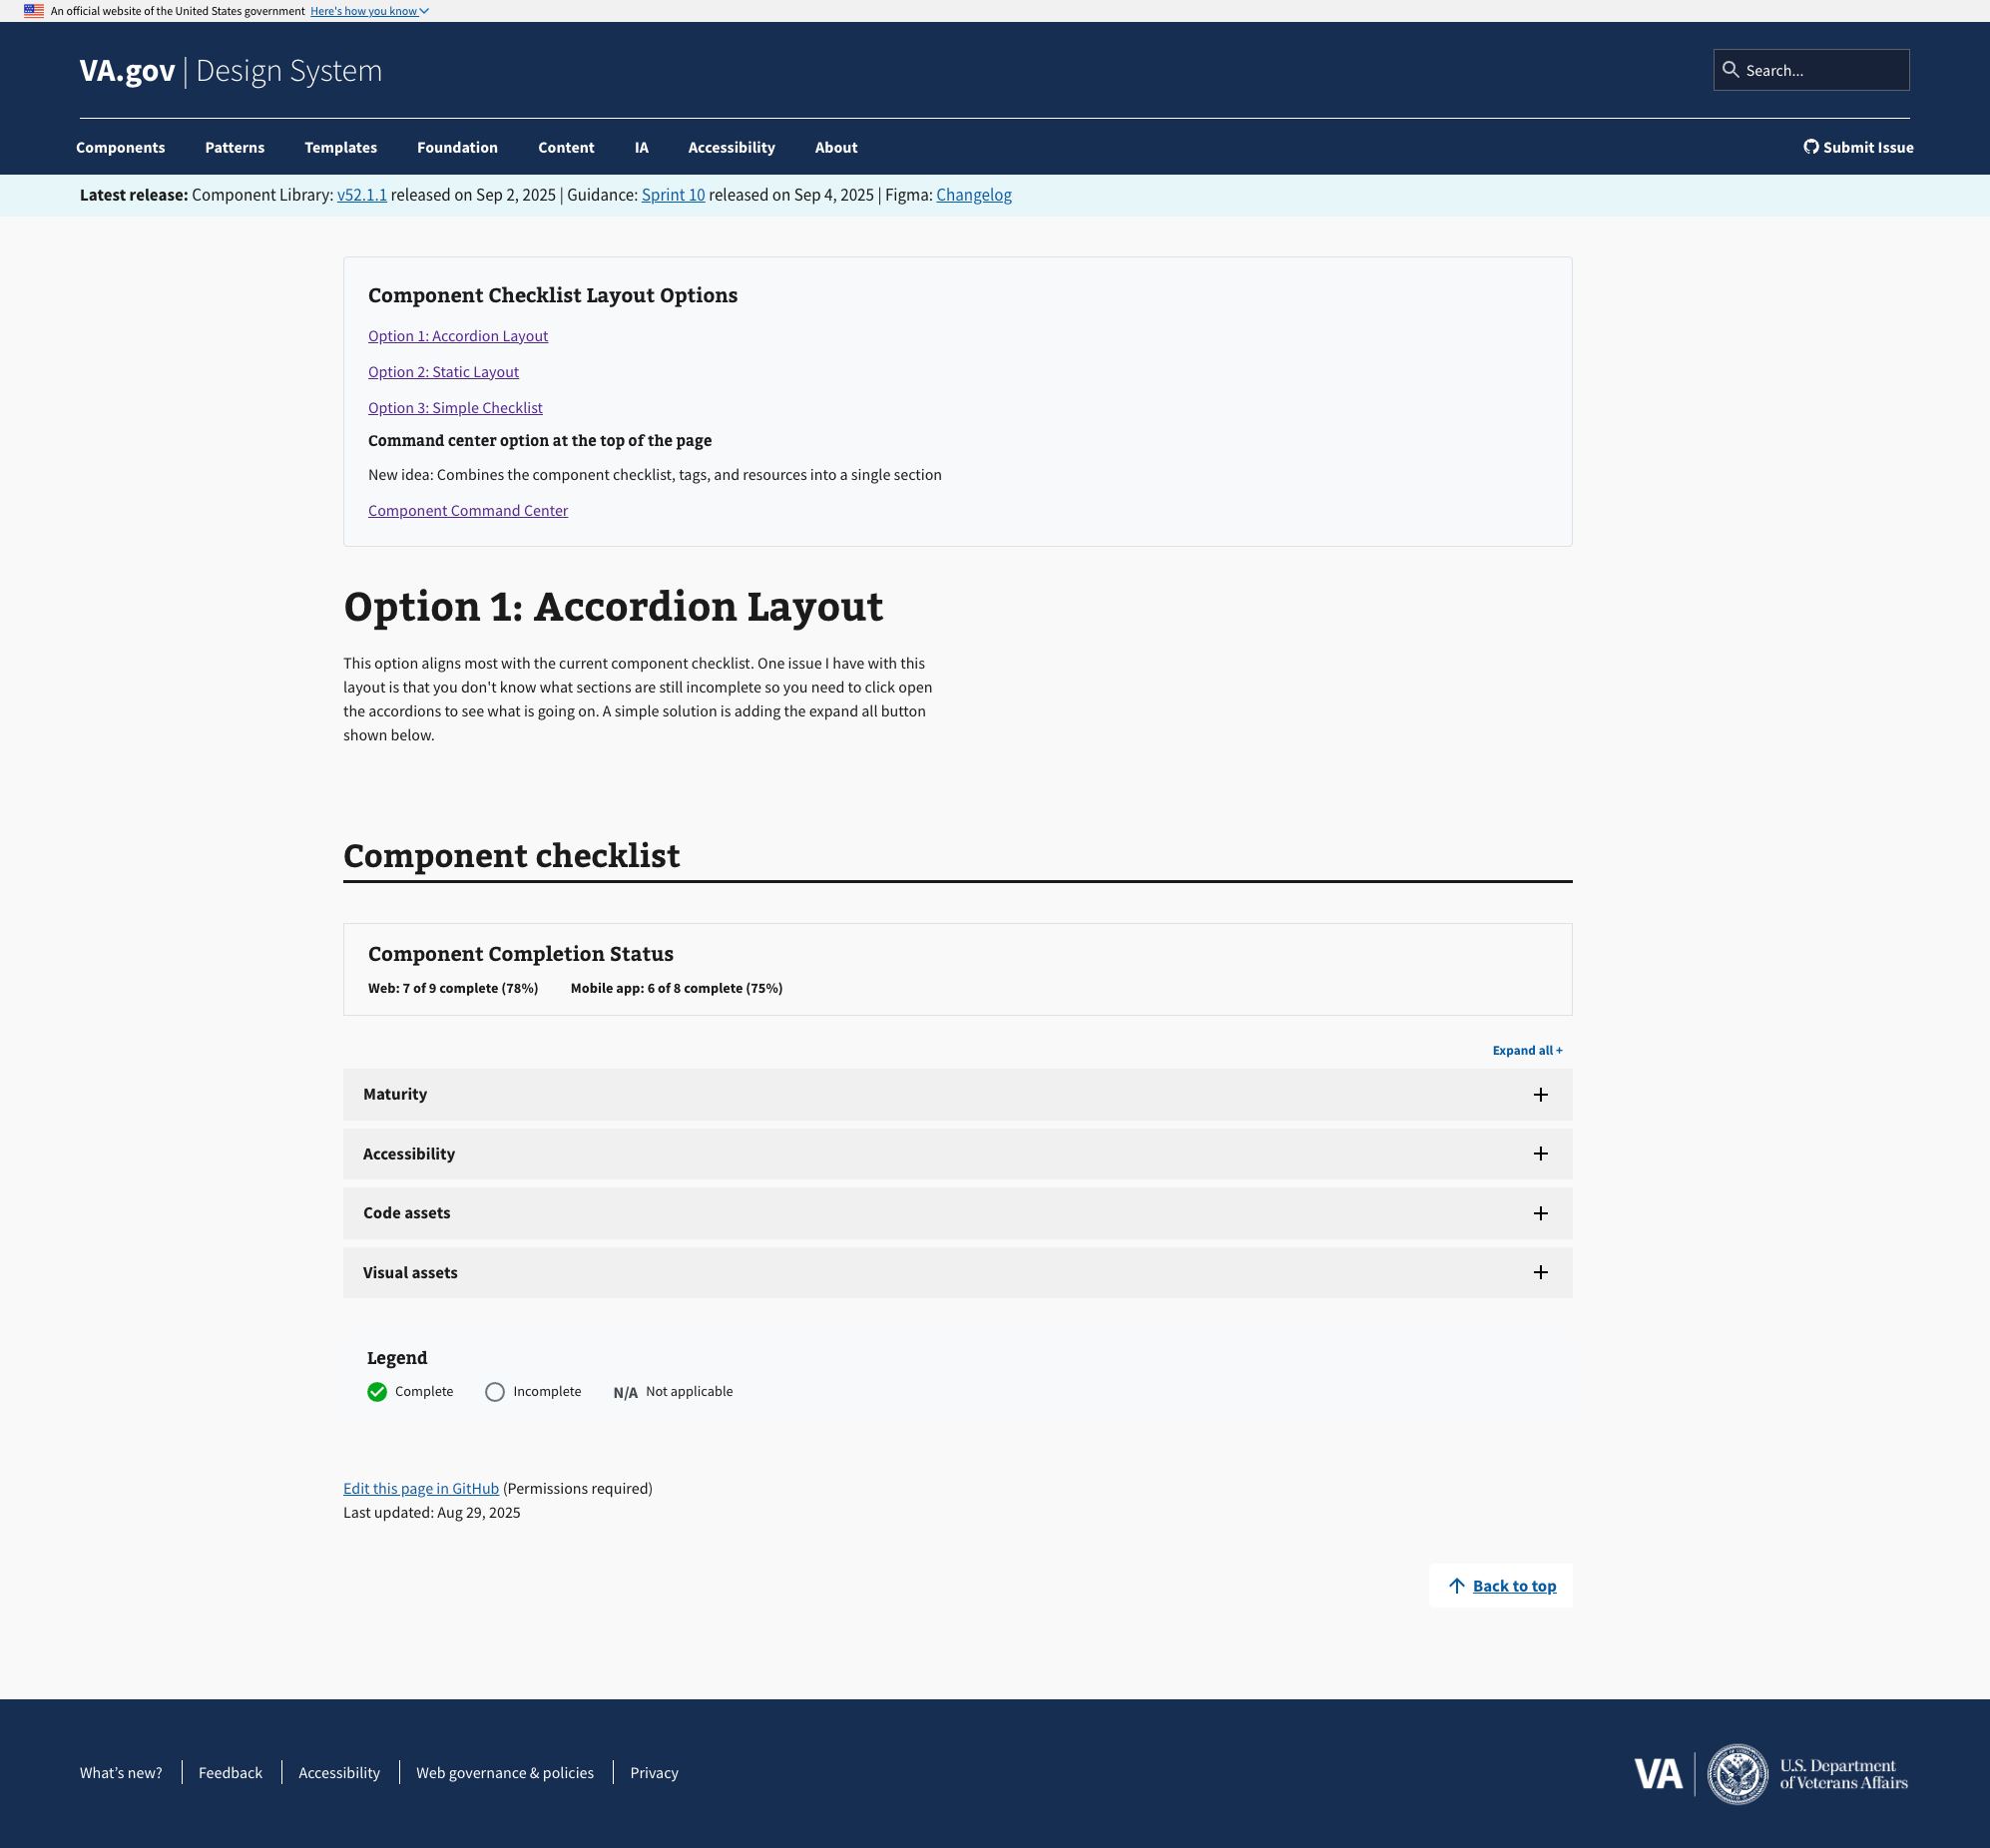 An official website of the United States government Here's how you know
VA.gov | Design System
Search...
Components Patterns Templates Foundation Content IA Accessibility About Submit Issue
Latest release: Component Library: v52.1.1 released on Sep 2, 2025 | Guidance: Sprint 10 released on Sep 4, 2025 | Figma: Changelog
Component Checklist Layout Options
Option 1: Accordion Layout
Option 2: Static Layout
Option 3: Simple Checklist
Command center option at the top of the page
New idea: Combines the component checklist, tags, and resources into a single section
Component Command Center
Option 1: Accordion Layout
This option aligns most with the current component checklist. One issue I have with this
layout is that you don't know what sections are still incomplete so you need to click open
the accordions to see what is going on. A simple solution is adding the expand all button
shown below.
Component checklist
Component Completion Status
Web: 7 of 9 complete (78%) Mobile app: 6 of 8 complete (75%)
Expand all +
Maturity
Accessibility
Code assets
Visual assets
Legend
Complete Incomplete N/A Not applicable
Edit this page in GitHub (Permissions required)
Last updated: Aug 29, 2025
Back to top
What's new? Feedback Accessibility Web governance & policies Privacy
VA
U.S. Department
of Veterans Affairs